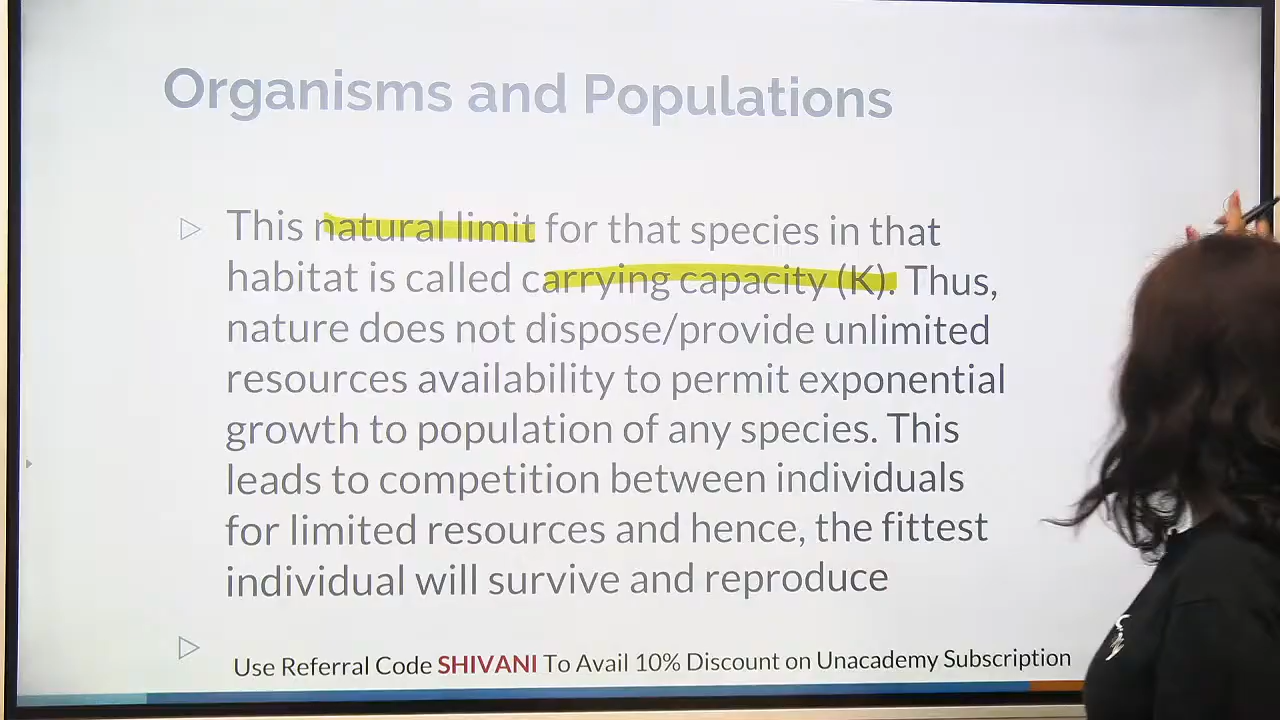 Organisms and Populations
This natural limit for that species in that
habitat is called carrying capacity (K). Thus,
nature does not dispose/provide unlimited
resources availability to permit exponential
growth to population of any species. This
leads to competition between individuals
for limited resources and hence, the fittest
individual will survive and reproduce
Use Referral Code SHIVANI To Avail 10% Discount on Unacademy Subscription